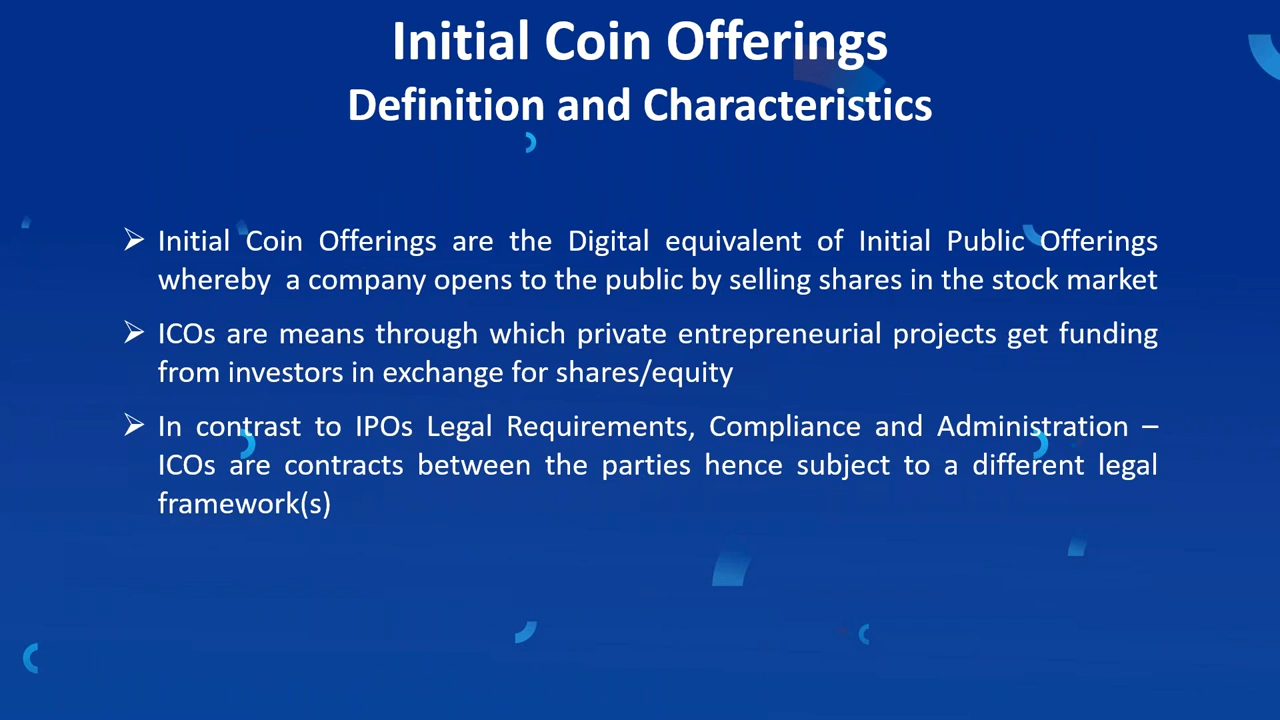 Initial Coin Offerings
Definition and Characteristics
➢ Initial Coin Offerings are the Digital equivalent of Initial Public Offerings
whereby a company opens to the public by selling shares in the stock market
➢ ICOs are means through which private entrepreneurial projects get funding
from investors in exchange for shares/equity
➢ In contrast to IPOs Legal Requirements, Compliance and Administration –
ICOs are contracts between the parties hence subject to a different legal
framework(s)